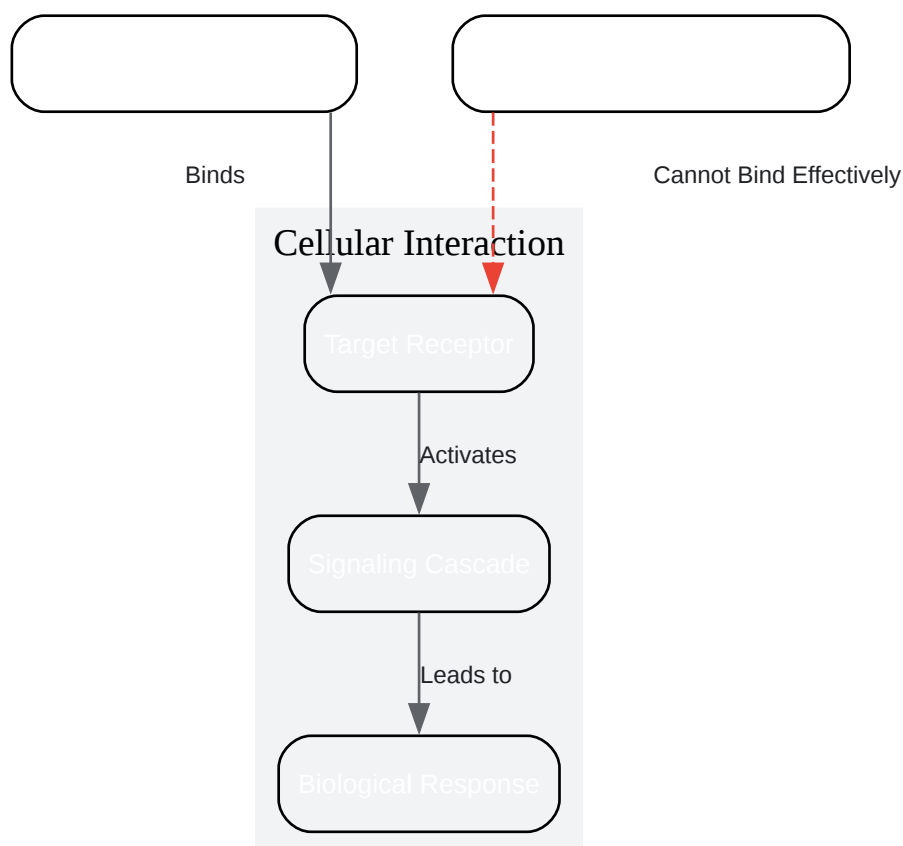 Binds
Cannot Bind Effectively
Cellular Interaction
Target Receptor
Activates
Signaling Cascade
Leads to
Biological Response